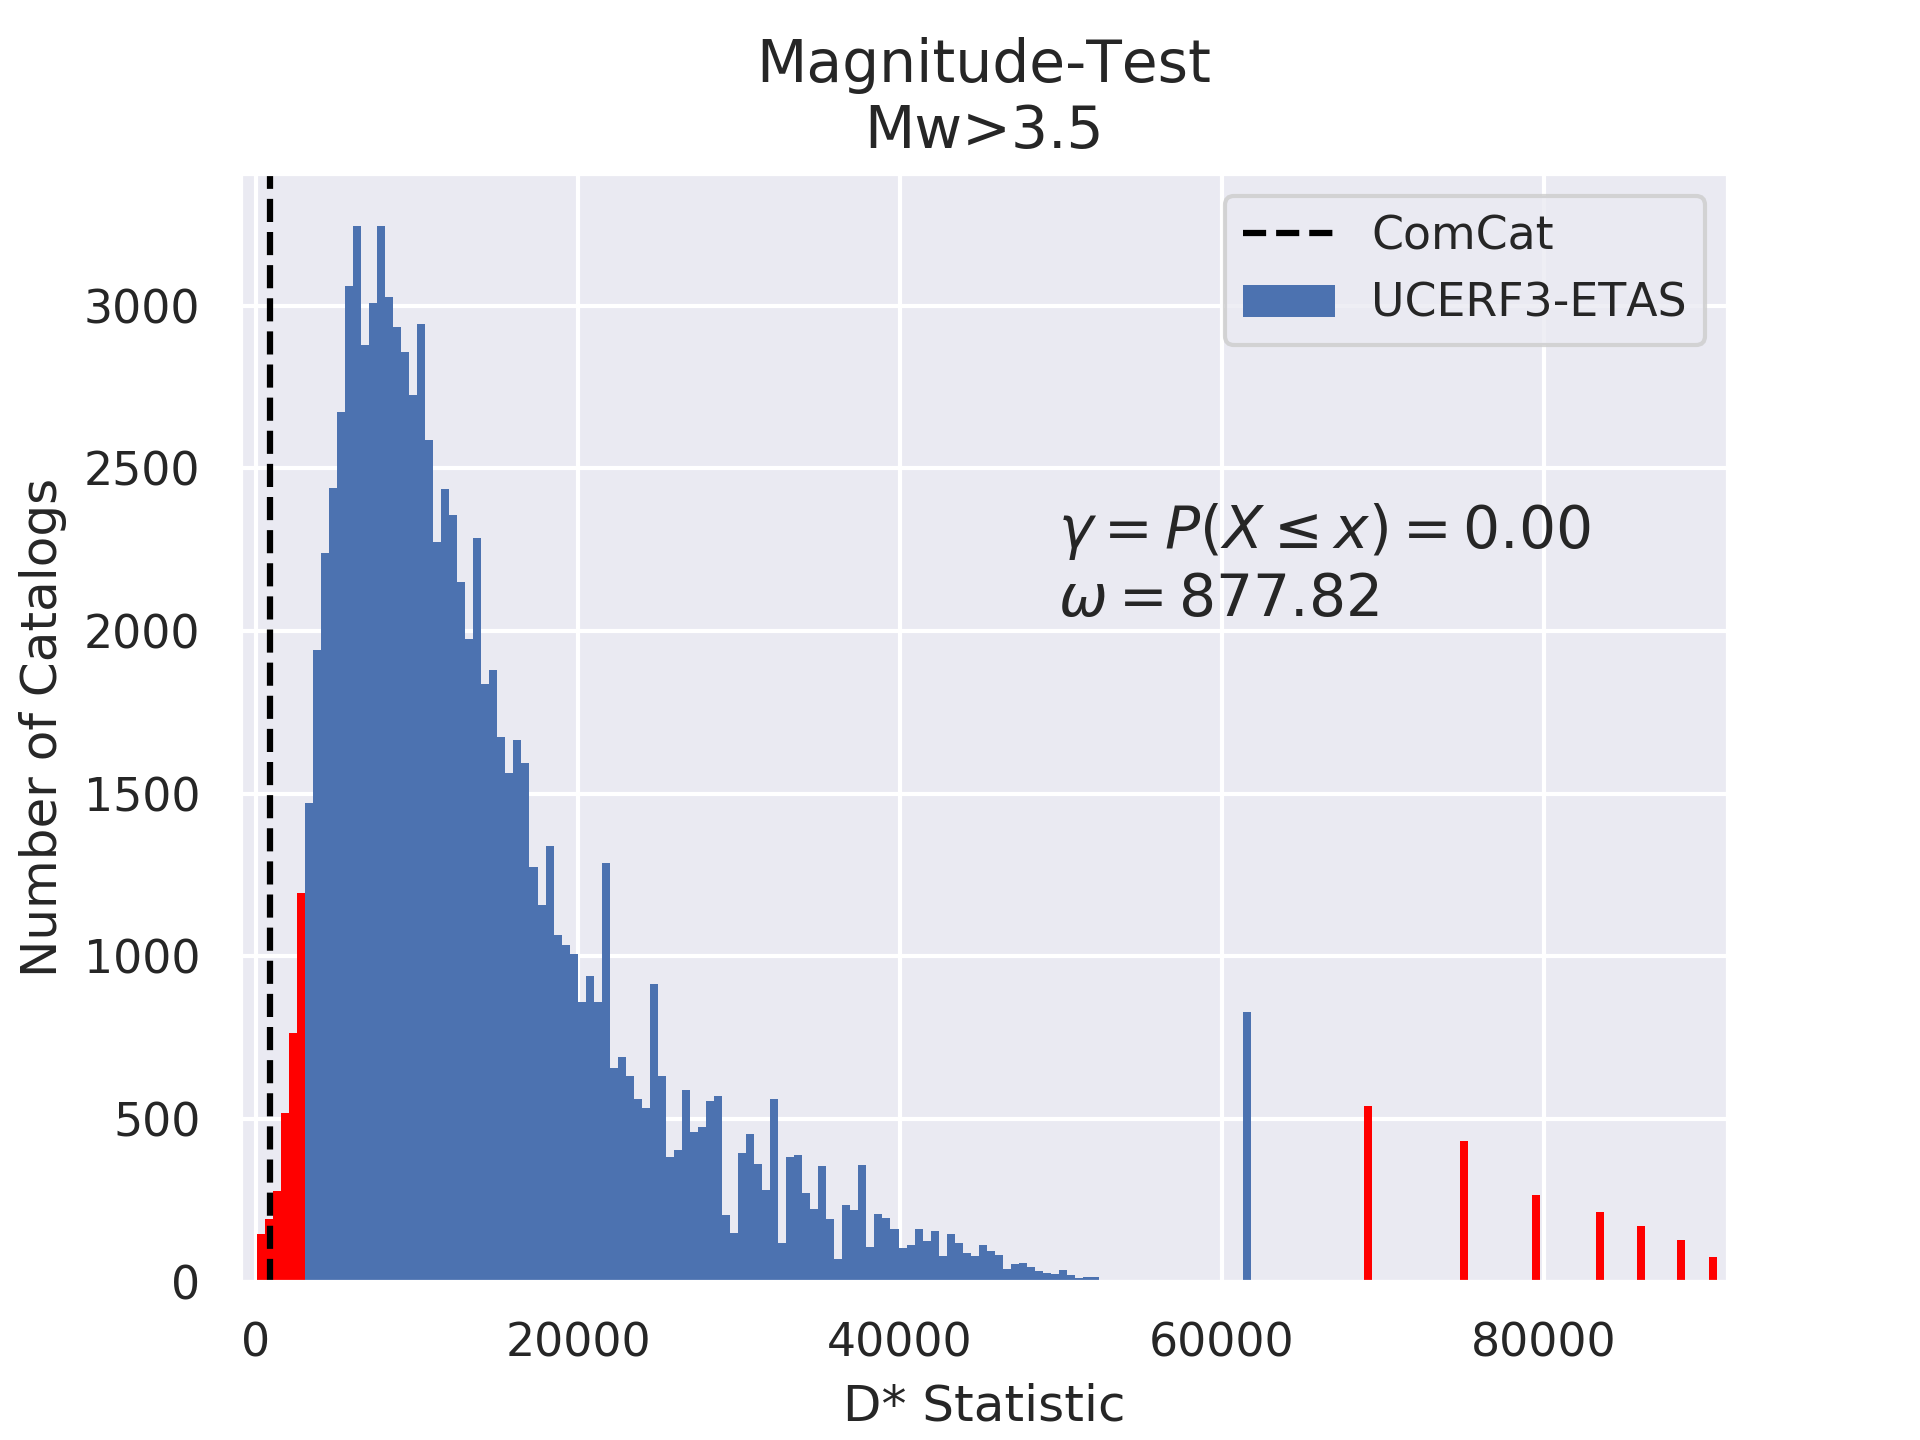 Magnitude-Test
Mw>3.5
ComCat
UCERF3-ETAS
γ = P(X ≤ x) = 0.00
ω = 877.82
Number of Catalogs
3000
2500
2000
1500
1000
500
0
0 20000 40000 60000 80000
D* Statistic